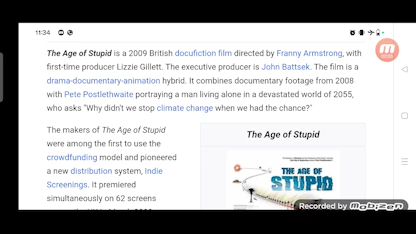 11:34
The Age of Stupid is a 2009 British docufiction film directed by Franny Armstrong, with
first-time producer Lizzie Gillett. The executive producer is John Battsek. The film is a
drama-documentary-animation hybrid. It combines documentary footage from 2008
with Pete Postlethwaite portraying a man living alone in a devastated world of 2055,
who asks "Why didn't we stop climate change when we had the chance?"
The makers of The Age of Stupid
were among the first to use the
crowdfunding model and pioneered
a new distribution system, Indie
Screenings. It premiered
simultaneously on 62 screens
The Age of Stupid
THE AGE OF
STUPID
Recorded by MOBIZEN